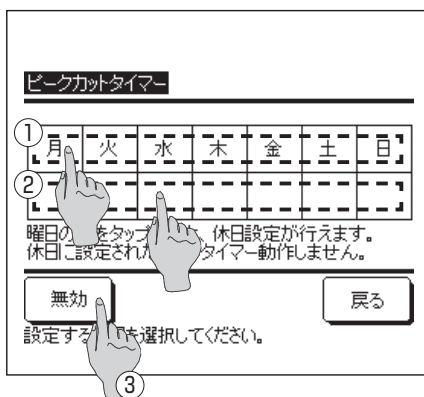 ピークカットタイマー
①
月 火 水 木 金 土 日
②
曜日の をタッ 休日設定が行えます。
休日に設定され タイマー動作しません。
無効
戻る
設定する を選択してください。
③